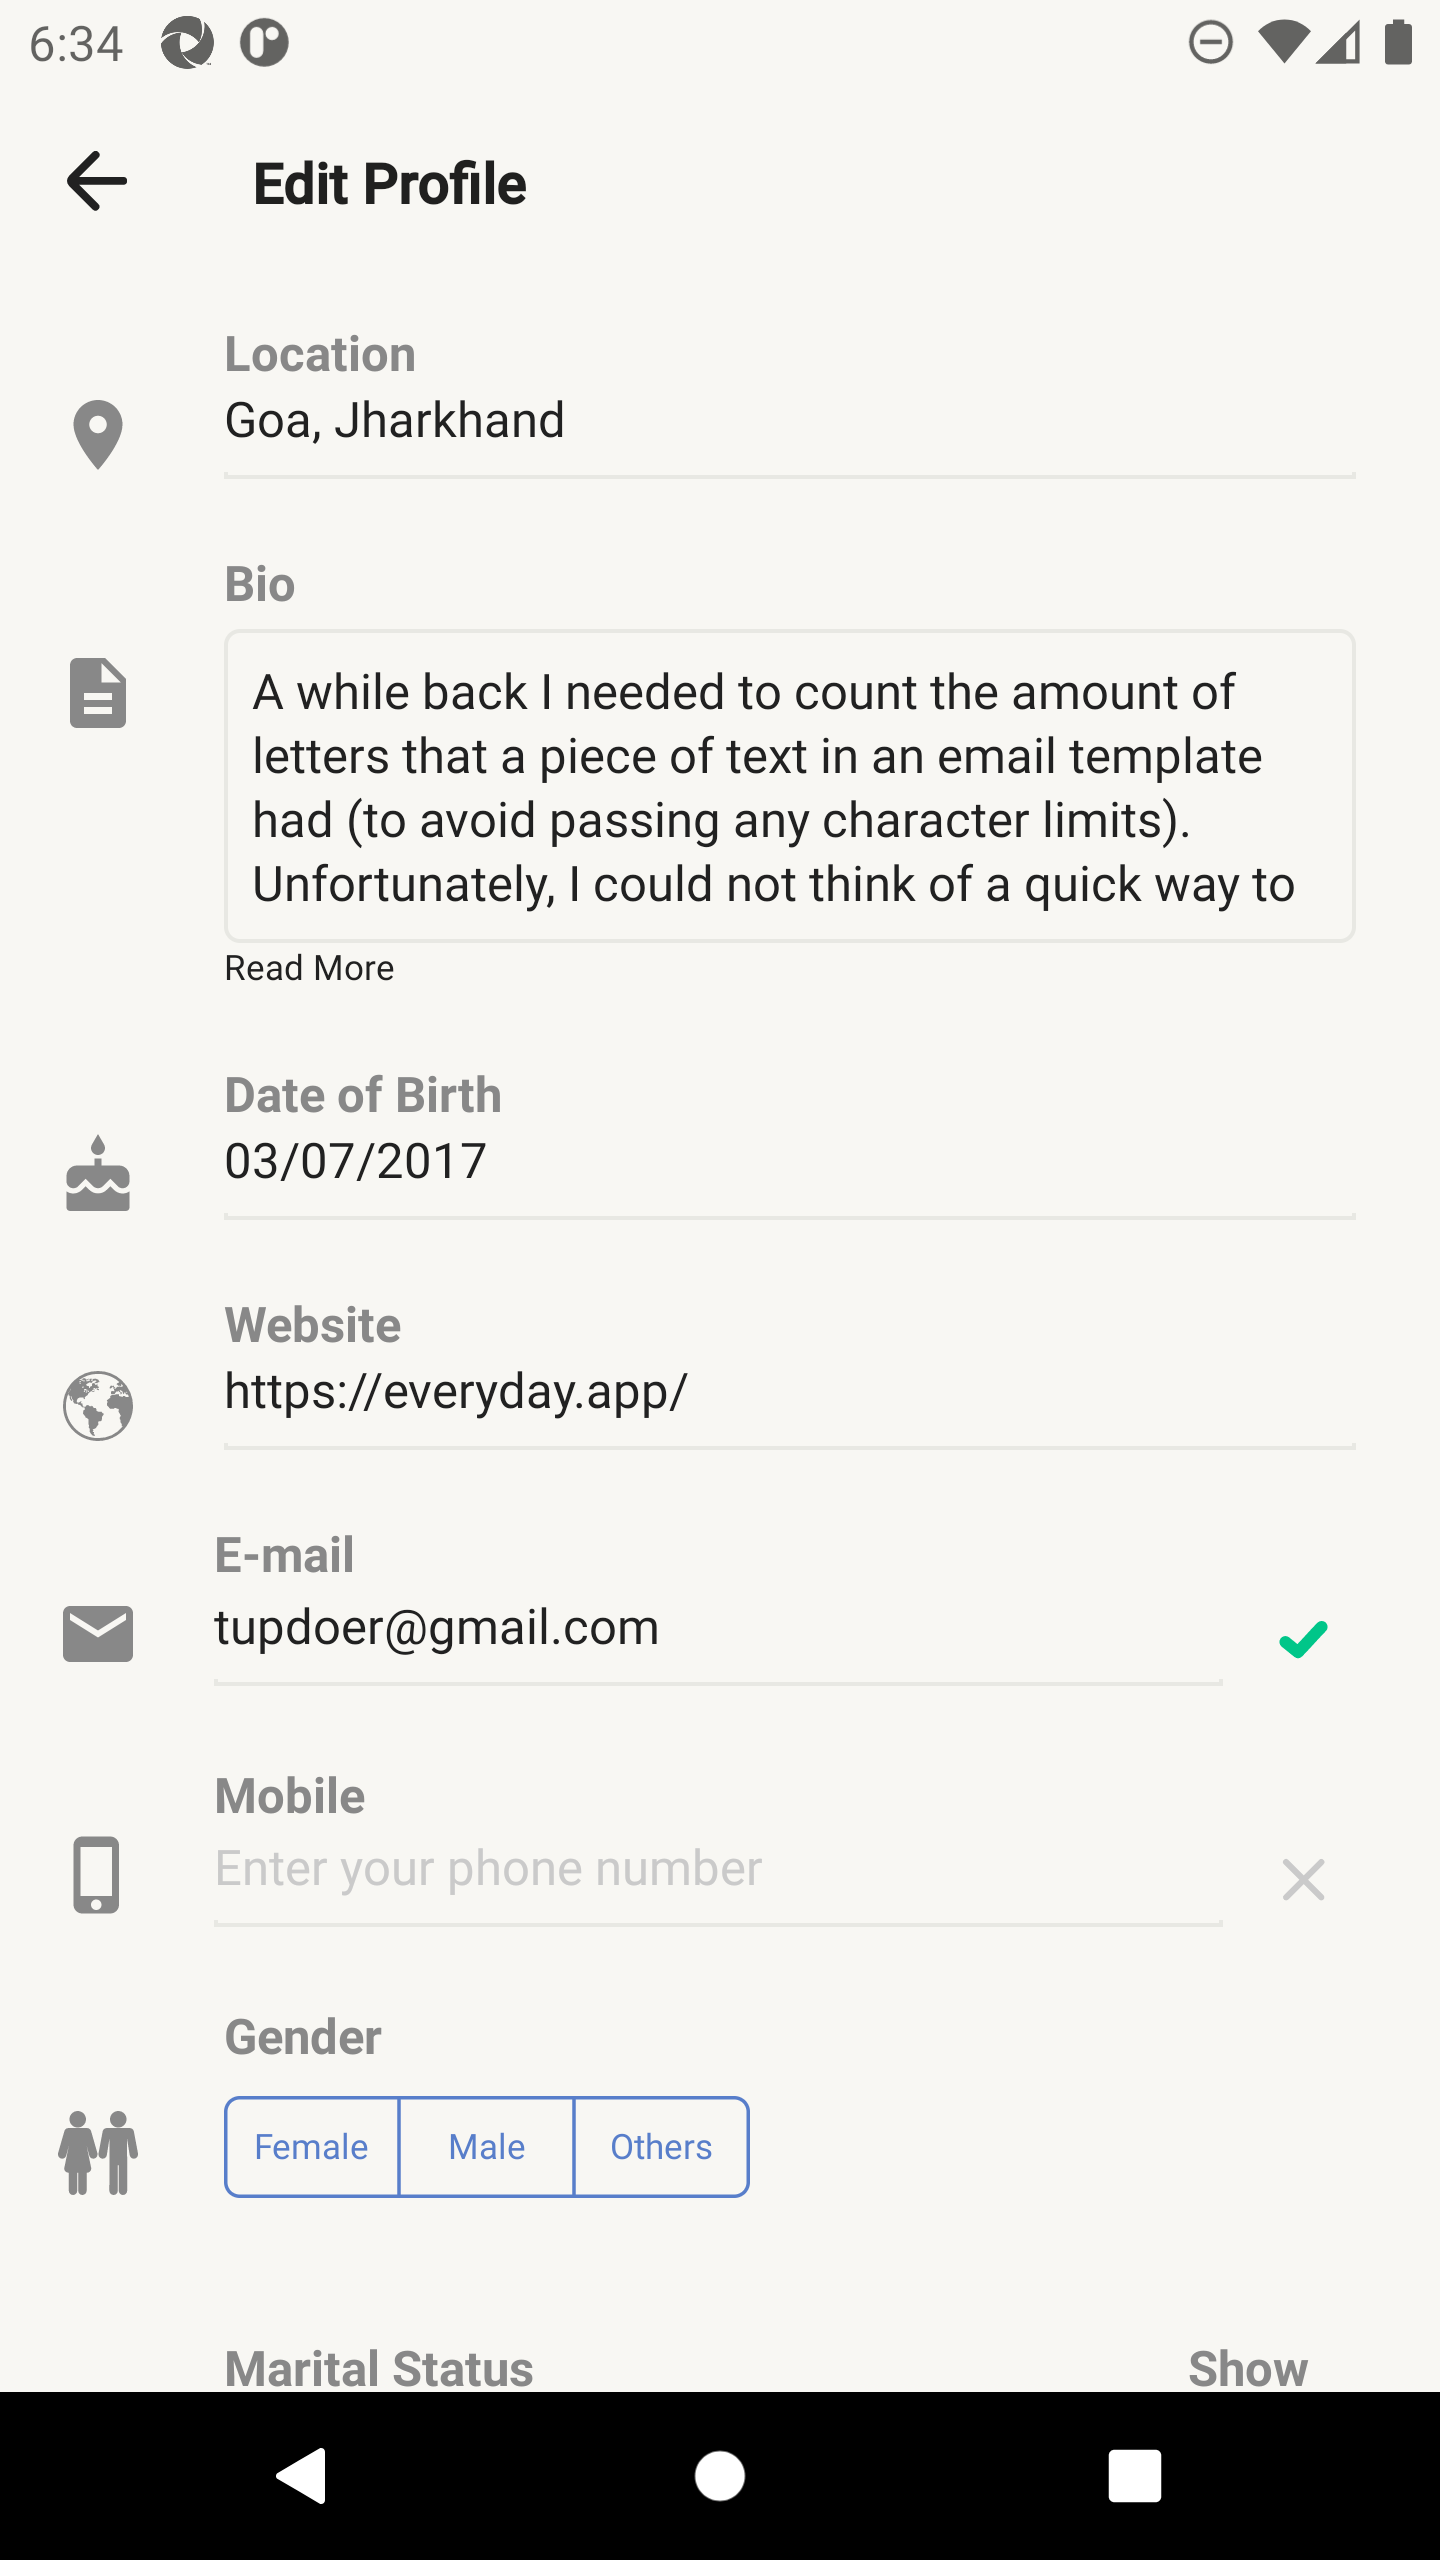 6:34
Edit Profile
Location
Goa, Jharkhand
Bio
A while back I needed to count the amount of
letters that a piece of text in an email template
had (to avoid passing any character limits).
Unfortunately, I could not think of a quick way to
Read More
Date of Birth
03/07/2017
Website
https://everyday.app/
E-mail
tupdoer@gmail.com
Mobile
Enter your phone number
Gender
Female Male Others
Marital Status Show